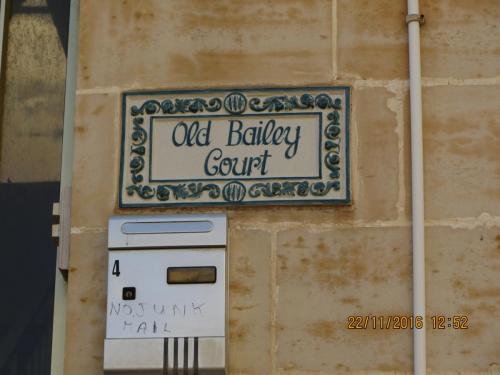 Old Bailey
Court
4
NO JUNK
MAIL
22/11/2016 12:52